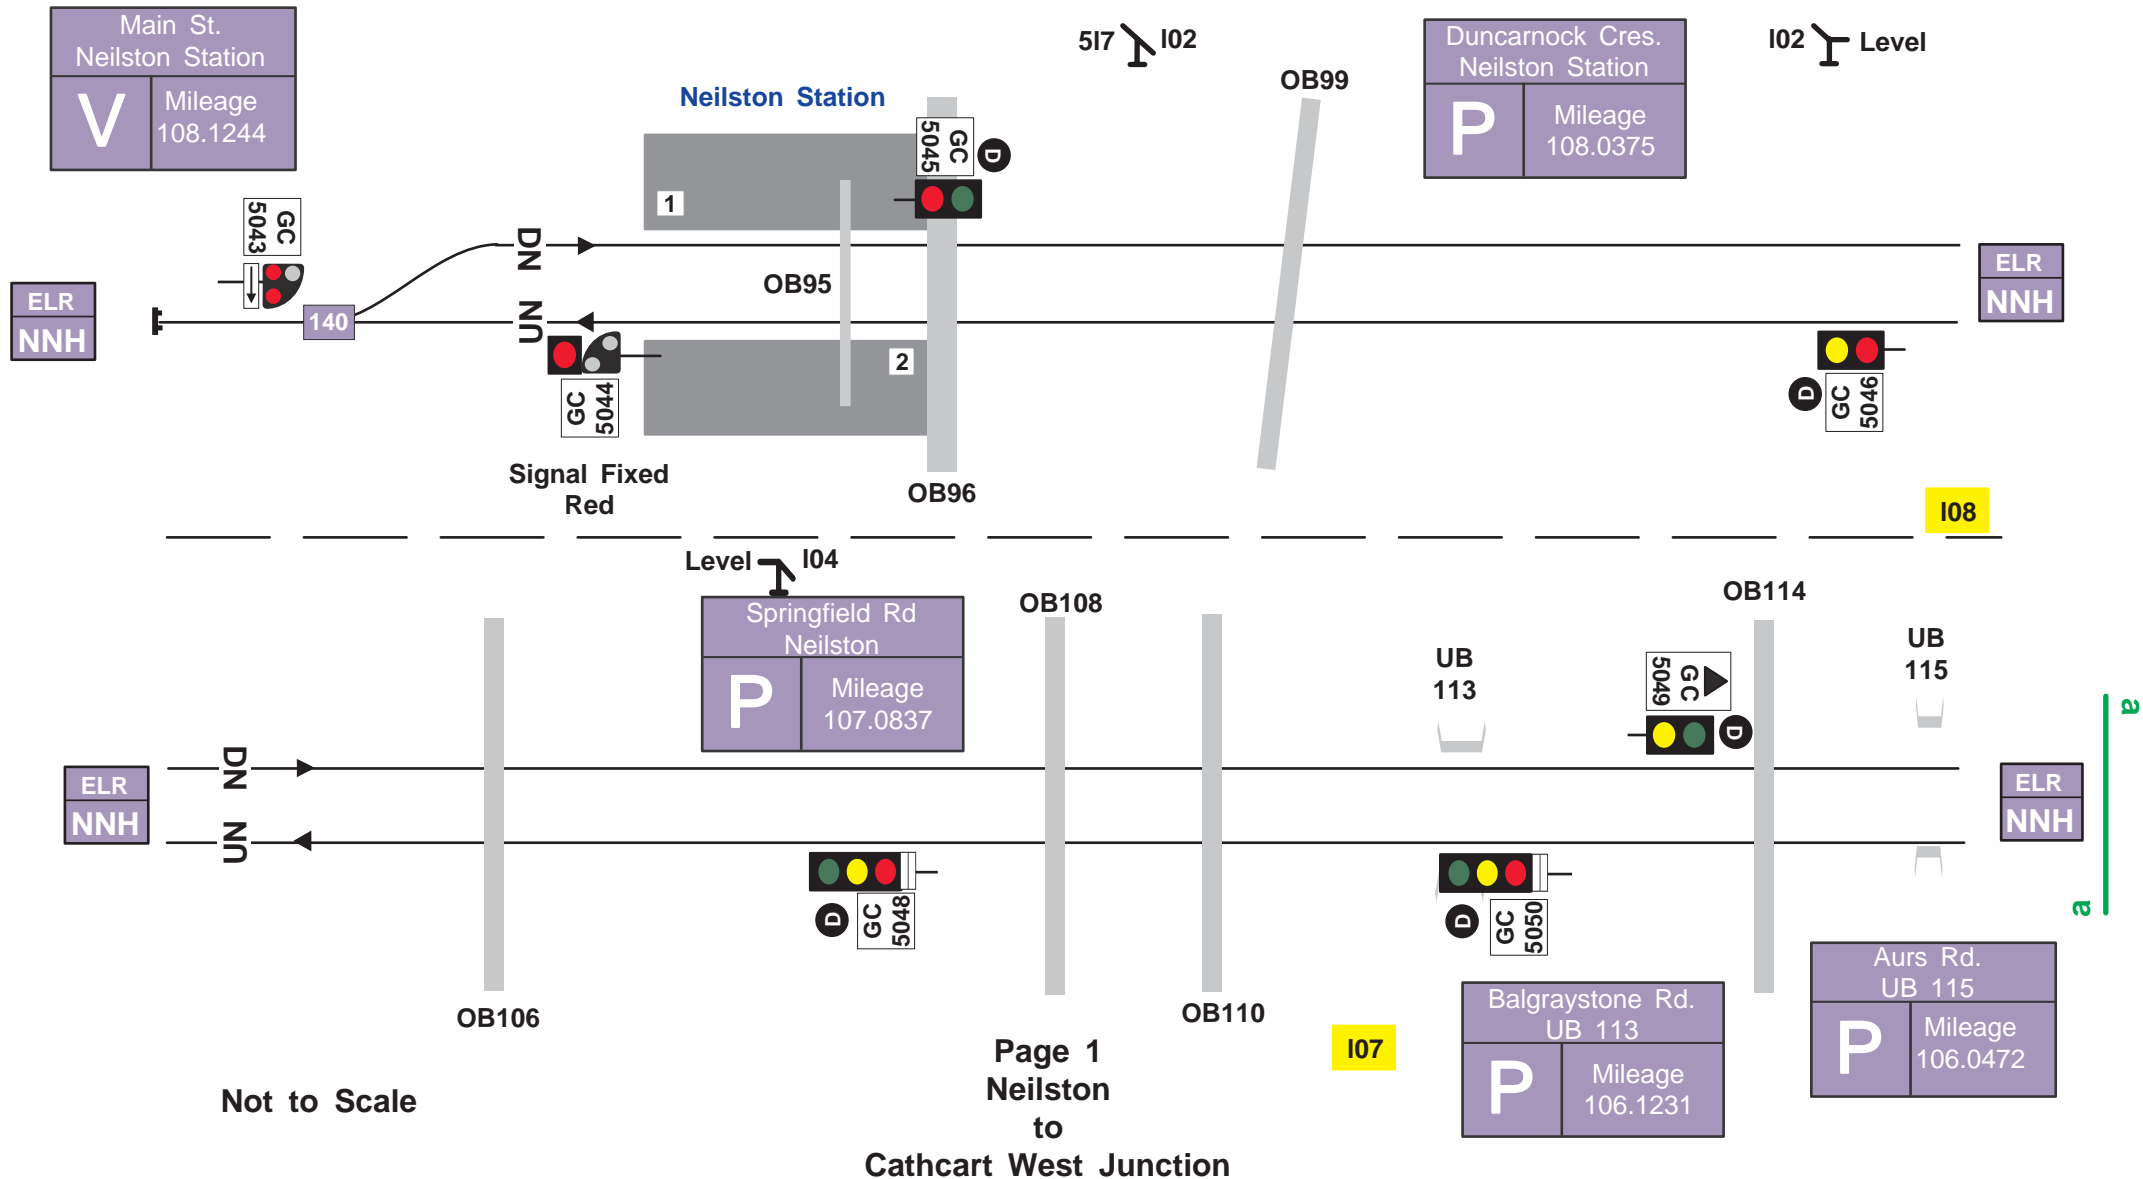 Main St.
Neilston Station
V
Mileage
108.1244
Neilston Station
5I7
I02
OB99
Duncarnock Cres.
Neilston Station
P
Mileage
108.0375
I02
Level
GC
5045
D
1
GC
5043
DN
OB95
ELR
NNH
140
UN
ELR
NNH
2
GC
5044
D
GC
5046
Signal Fixed
Red
OB96
I08
Level
I04
Springfield Rd
Neilston
P
Mileage
107.0837
OB108
OB114
UB
113
GC
5049
D
UB
115
a
DN
ELR
NNH
UN
ELR
NNH
D
GC
5048
D
GC
5050
a
OB106
OB110
Aurs Rd.
UB 115
P
Mileage
106.0472
Balgraystone Rd.
UB 113
P
Mileage
106.1231
I07
Not to Scale
Page 1
Neilston
to
Cathcart West Junction